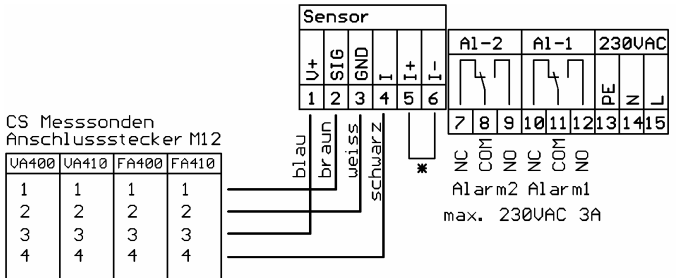 Sensor
V+ SIG GND I I+ I-
1 2 3 4 5 6
Al-2 Al-1 230VAC
PE N L
7 8 9 10 11 12 13 14 15
NC COM NO NC COM NO
Alarm2 Alarm1
max. 230VAC 3A
blau braun weiss schwarz
*
CS Messsonden
Anschlussstecker M12
VA400 VA410 FA400 FA410
1 1 1 1
2 2 2 2
3 3 3 3
4 4 4 4